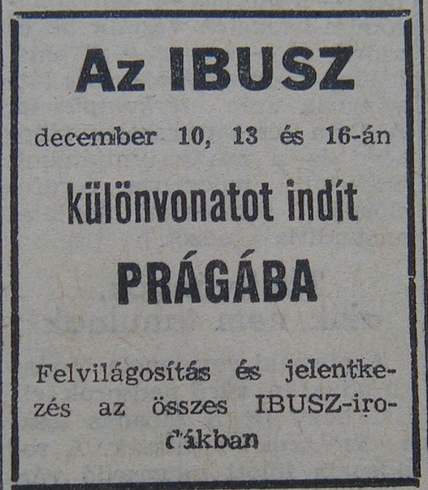 Az IBUSZ
december 10, 13 és 16-án
különvonatot indít
PRÁGÁBA
Felvilágosítás és jelentke-
zés az összes IBUSZ-iro-
dákban